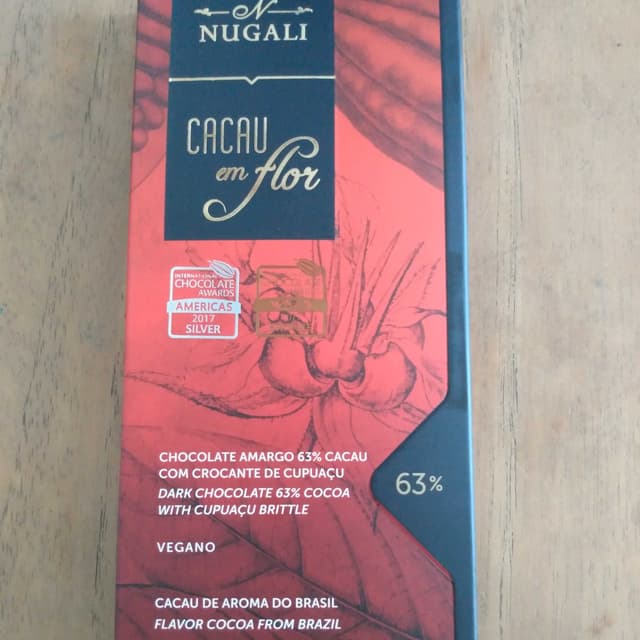 N
NUGALI
CACAU
em flor
INTERNATIONAL
CHOCOLATE
AWARDS
AMERICAS
2017
SILVER
CHOCOLATE AMARGO 63% CACAU
COM CROCANTE DE CUPUAÇU
DARK CHOCOLATE 63% COCOA
WITH CUPUAÇU BRITTLE
63%
VEGANO
CACAU DE AROMA DO BRASIL
FLAVOR COCOA FROM BRAZIL